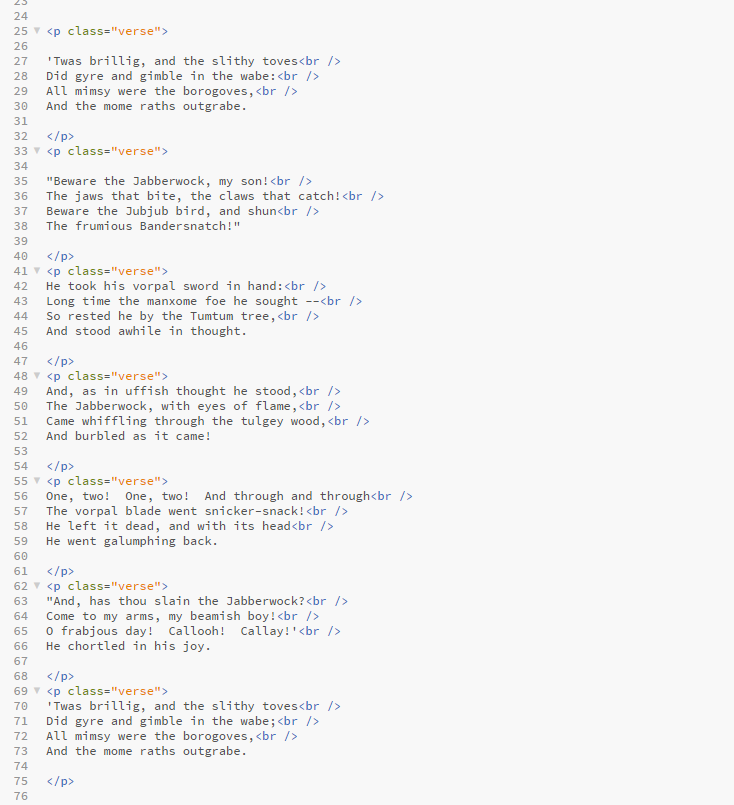 23
24
25 ▼ <p class="verse">
26
27 'Twas brillig, and the slithy toves<br />
28 Did gyre and gimble in the wabe:<br />
29 All mimsy were the borogoves,<br />
30 And the mome raths outgrabe.
31
32 </p>
33 ▼ <p class="verse">
34
35 "Beware the Jabberwock, my son!<br />
36 The jaws that bite, the claws that catch!<br />
37 Beware the Jubjub bird, and shun<br />
38 The frumious Bandersnatch!"
39
40 </p>
41 ▼ <p class="verse">
42 He took his vorpal sword in hand:<br />
43 Long time the manxome foe he sought --<br />
44 So rested he by the Tumtum tree,<br />
45 And stood awhile in thought.
46
47 </p>
48 ▼ <p class="verse">
49 And, as in uffish thought he stood,<br />
50 The Jabberwock, with eyes of flame,<br />
51 Came whiffling through the tulgey wood,<br />
52 And burbled as it came!
53
54 </p>
55 ▼ <p class="verse">
56 One, two!  One, two!  And through and through<br />
57 The vorpal blade went snicker-snack!<br />
58 He left it dead, and with its head<br />
59 He went galumphing back.
60
61 </p>
62 ▼ <p class="verse">
63 "And, has thou slain the Jabberwock?<br />
64 Come to my arms, my beamish boy!<br />
65 O frabjous day!  Callooh!  Callay!'<br />
66 He chortled in his joy.
67
68 </p>
69 ▼ <p class="verse">
70 'Twas brillig, and the slithy toves<br />
71 Did gyre and gimble in the wabe;<br />
72 All mimsy were the borogoves,<br />
73 And the mome raths outgrabe.
74
75 </p>
76